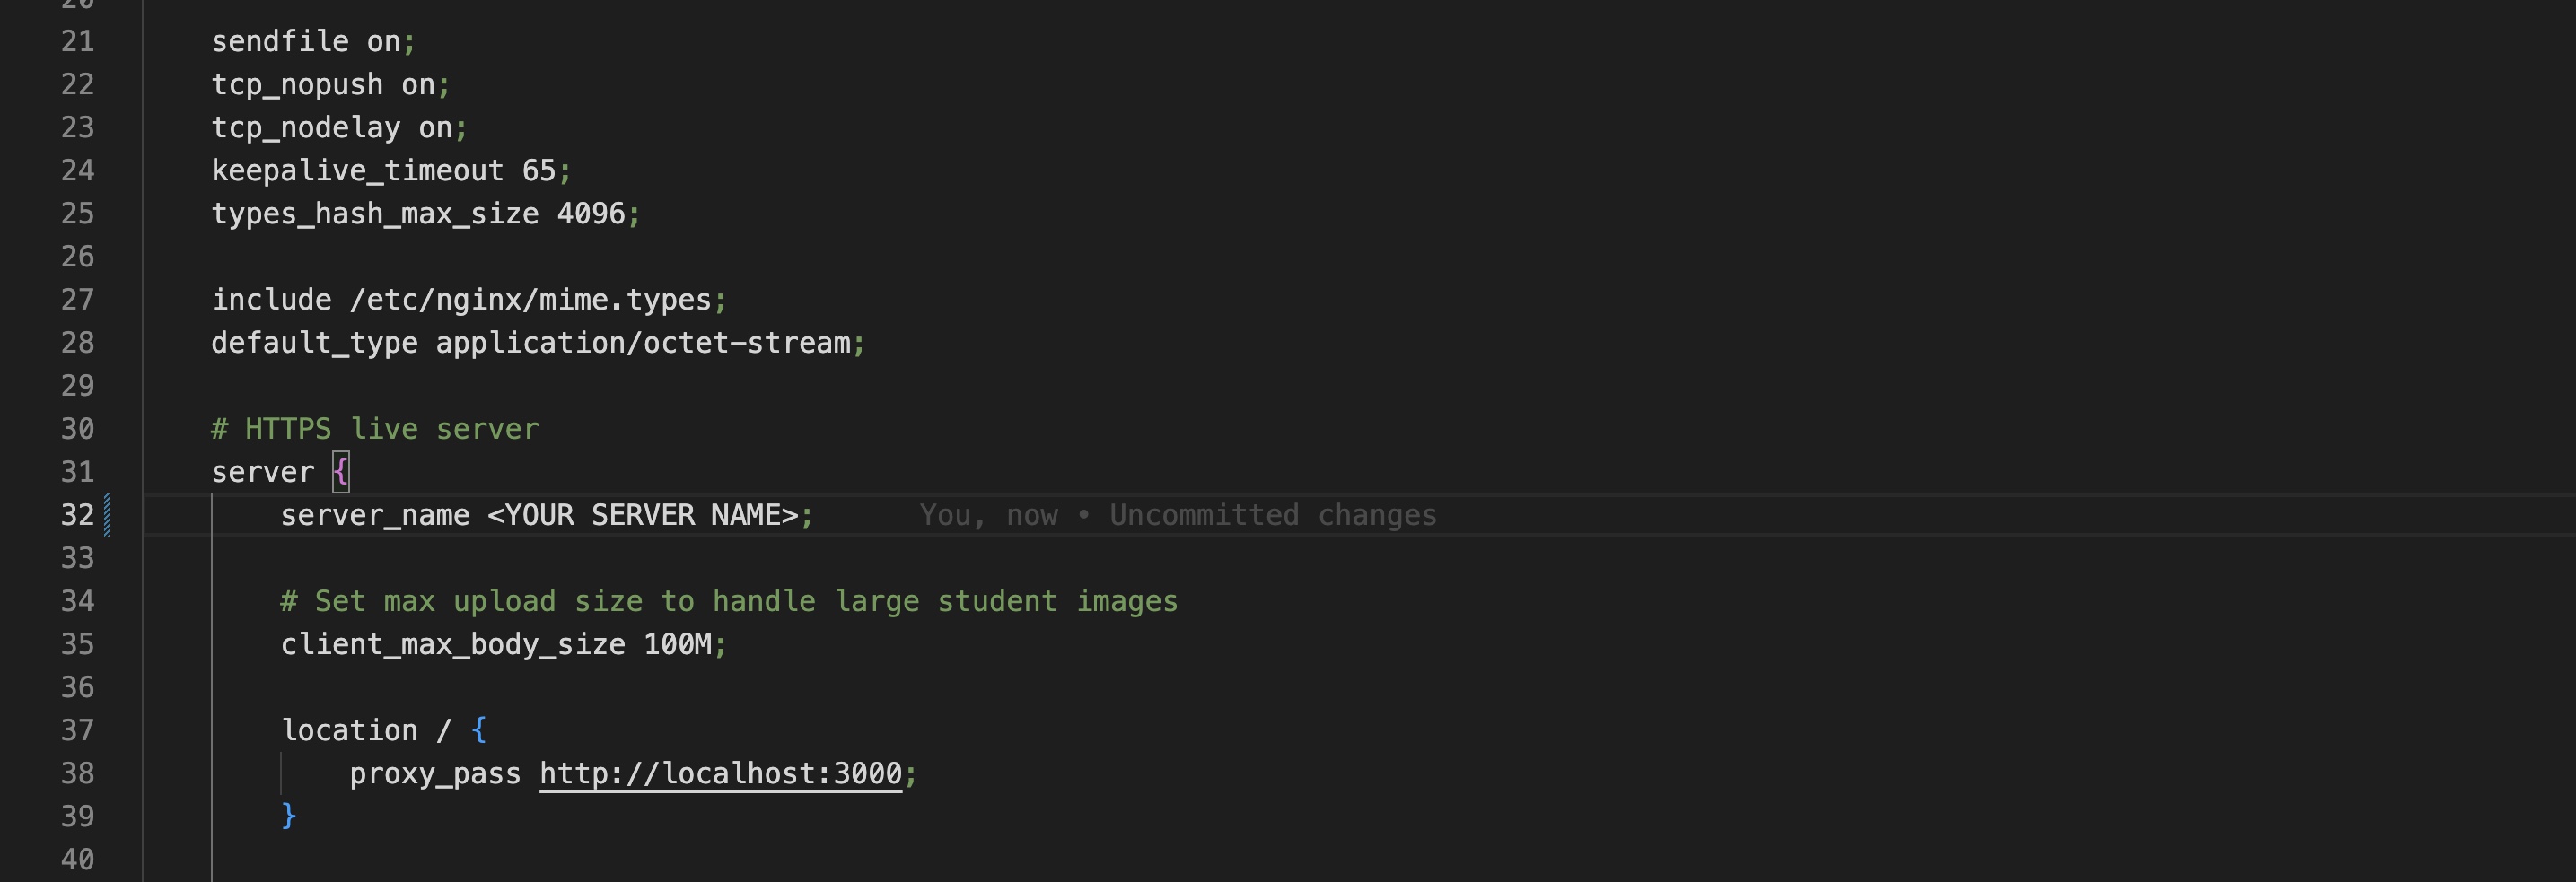 20
21 sendfile on;
22 tcp_nopush on;
23 tcp_nodelay on;
24 keepalive_timeout 65;
25 types_hash_max_size 4096;
26
27 include /etc/nginx/mime.types;
28 default_type application/octet-stream;
29
30 # HTTPS live server
31 server {
32 server_name <YOUR SERVER NAME>; You, now • Uncommitted changes
33
34 # Set max upload size to handle large student images
35 client_max_body_size 100M;
36
37 location / {
38 proxy_pass http://localhost:3000;
39 }
40